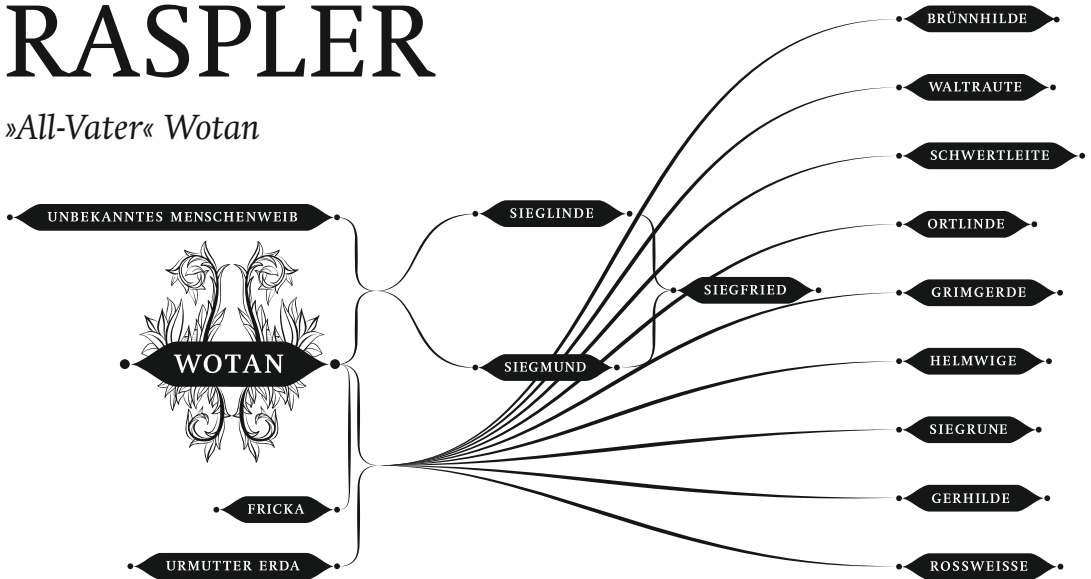 RASPLER
»All-Vater« Wotan
UNBEKANNTES MENSCHENWEIB
WOTAN
FRICKA
URMUTTER ERDA
SIEGLINDE
SIEGMUND
SIEGFRIED
BRÜNNHILDE
WALTRAUTE
SCHWERTLEITE
ORTLINDE
GRIMGERDE
HELMWIGE
SIEGRUNE
GERHILDE
ROSSWEISSE